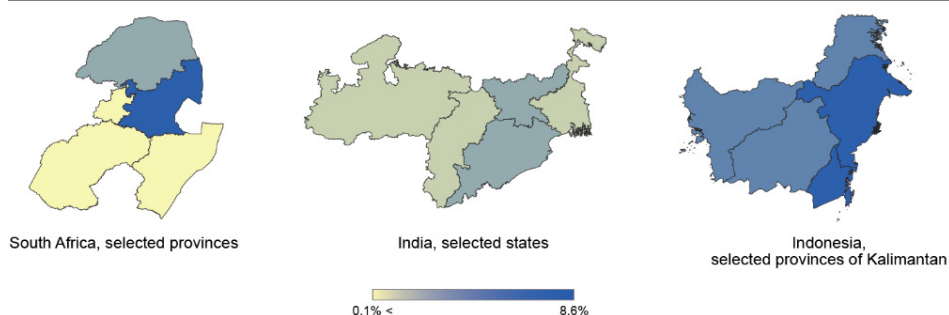 South Africa, selected provinces
India, selected states
Indonesia,
selected provinces of Kalimantan
0.1% <
8.6%